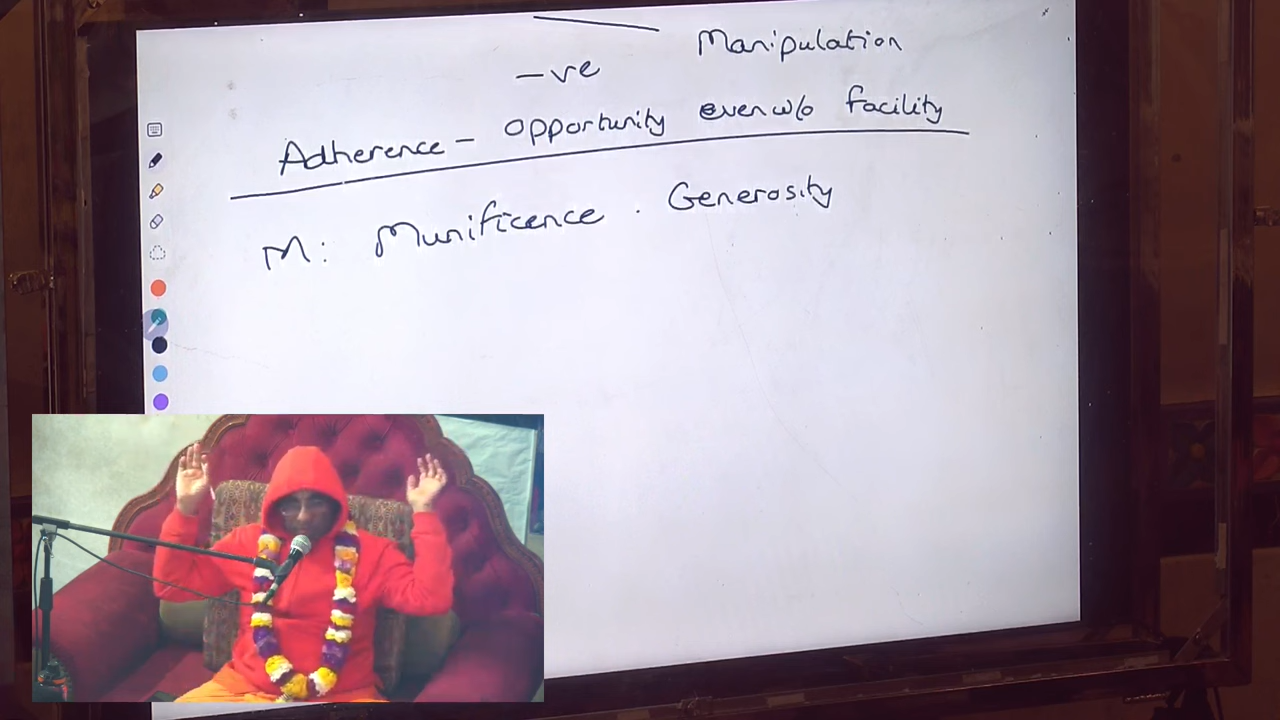 Manipulation
-ve
Adherence - Opportunity even w/o facility
M: Munificence . Generosity